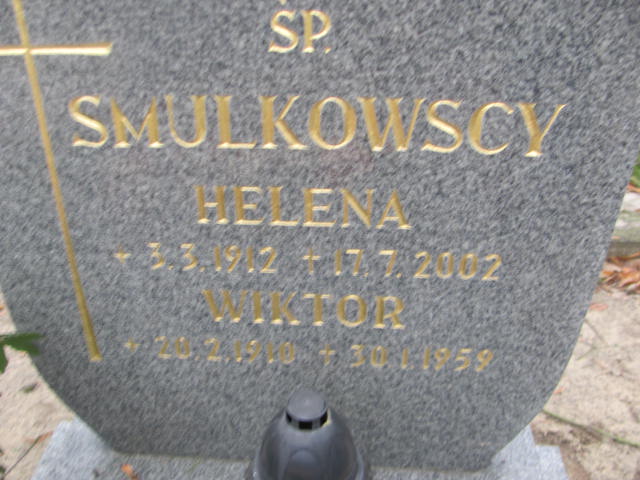 ŚP.
SMULKOWSCY
HELENA
* 3.3.1912 † 17.7.2002
WIKTOR
* 20.2.1910 † 30.1.1959